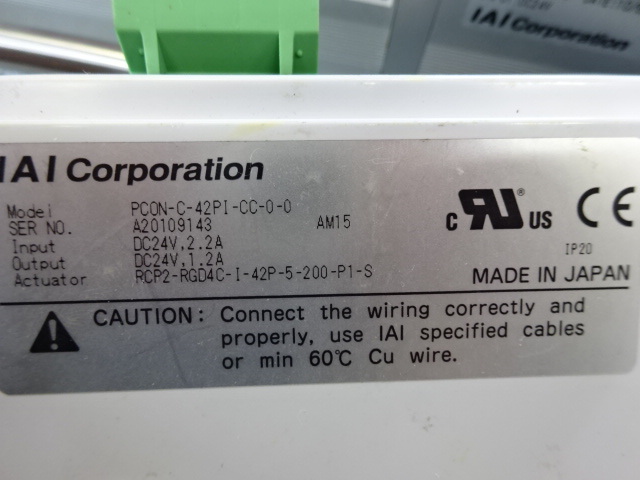 IAI Corporation
IAI Corporation
Model PCON-C-42PI-CC-0-0
SER NO. A20109143 AM15
Input DC24V,2.2A
Output DC24V,1.2A
Actuator RCP2-RGD4C-I-42P-5-200-P1-S
c RU US CE
IP20
MADE IN JAPAN
CAUTION: Connect the wiring correctly and
properly, use IAI specified cables
or min 60℃ Cu wire.